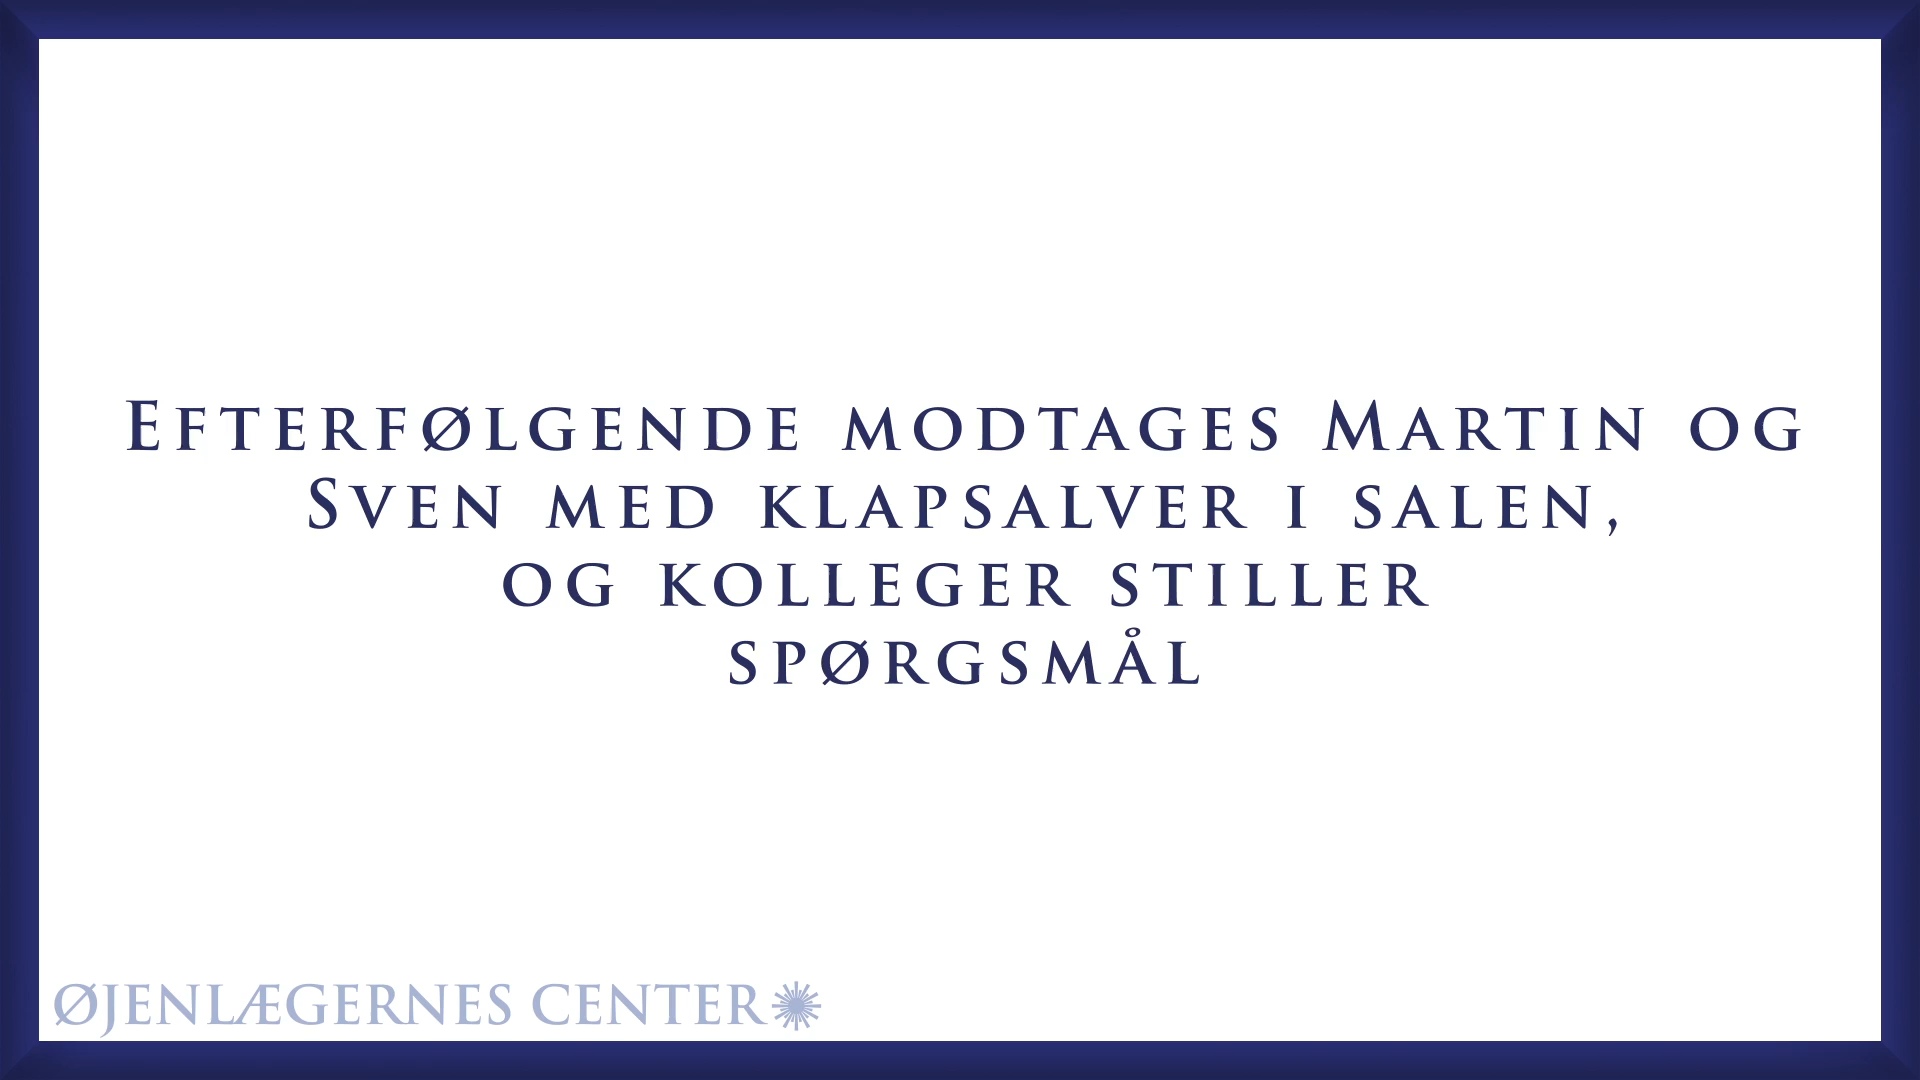 Efterfølgende modtages Martin og
Sven med klapsalver i salen,
og kolleger stiller
spørgsmål
ØJENLÆGERNES CENTER